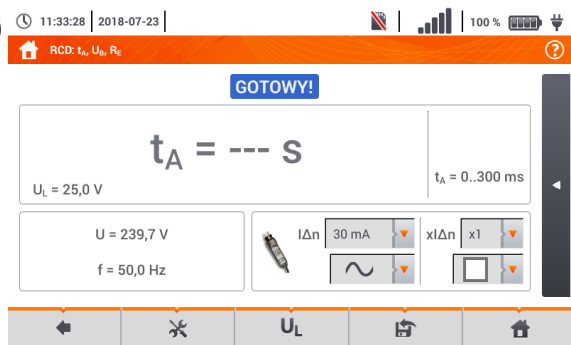 11:33:28 2018-07-23 100 %
RCD: tA, UB, RE ?
GOTOWY!
tA = --- s
UL = 25,0 V
tA = 0..300 ms
U = 239,7 V
f = 50,0 Hz
IΔn 30 mA xIΔn x1
UL